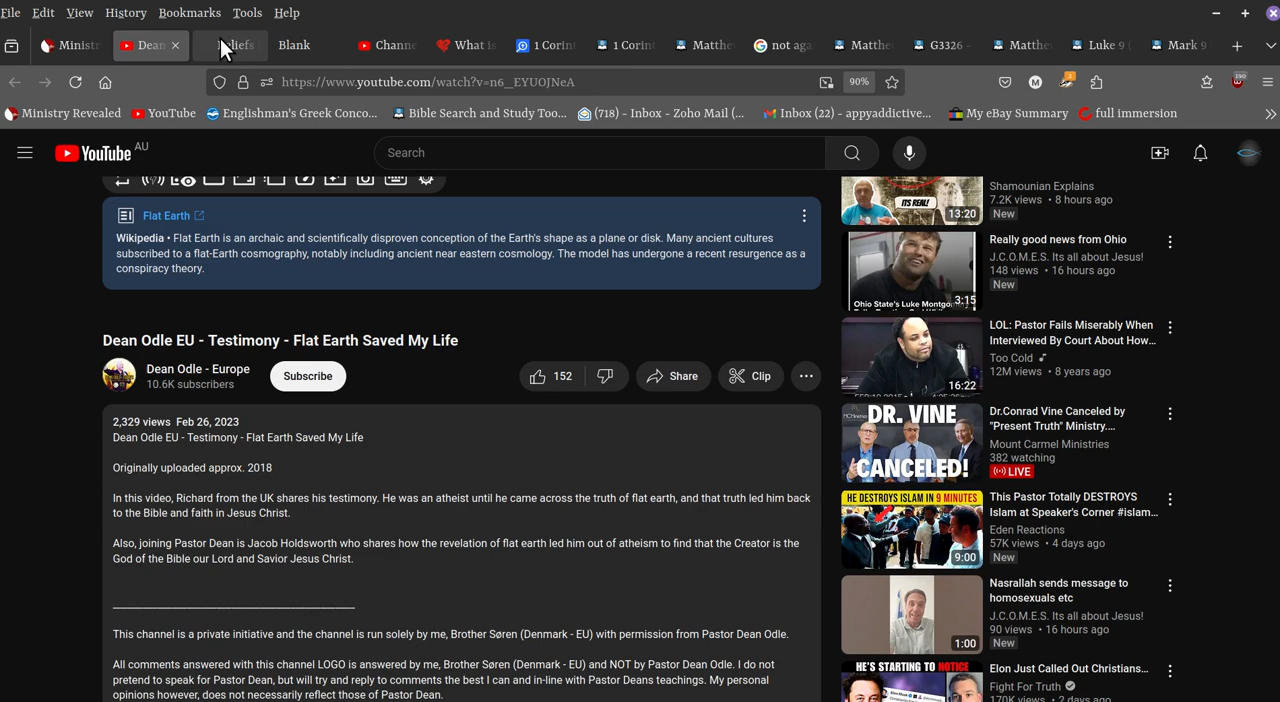 File Edit View History Bookmarks Tools Help
Ministr Dean Beliefs Blank Chann What is 1 Corint 1 Corint Matthe not aga Matthe G3326 - Matthe Luke 9 ( Mark 9
https://www.youtube.com/watch?v=n6_EYUOJNeA 90%
Ministry Revealed YouTube Englishman's Greek Conco... Bible Search and Study Too... (718) - Inbox - Zoho Mail (... Inbox (22) - appyaddictive... My eBay Summary full immersion
YouTube AU Search
Flat Earth
Wikipedia • Flat Earth is an archaic and scientifically disproven conception of the Earth's shape as a plane or disk. Many ancient cultures
subscribed to a flat-Earth cosmography, notably including ancient near eastern cosmology. The model has undergone a recent resurgence as a
conspiracy theory.
Dean Odle EU - Testimony - Flat Earth Saved My Life
Dean Odle - Europe
10.6K subscribers
Subscribe
152
Share
Clip
2,329 views Feb 26, 2023
Dean Odle EU - Testimony - Flat Earth Saved My Life
Originally uploaded approx. 2018
In this video, Richard from the UK shares his testimony. He was an atheist until he came across the truth of flat earth, and that truth led him back
to the Bible and faith in Jesus Christ.
Also, joining Pastor Dean is Jacob Holdsworth who shares how the revelation of flat earth led him out of atheism to find that the Creator is the
God of the Bible our Lord and Savior Jesus Christ.
This channel is a private initiative and the channel is run solely by me, Brother Søren (Denmark - EU) with permission from Pastor Dean Odle.
All comments answered with this channel LOGO is answered by me, Brother Søren (Denmark - EU) and NOT by Pastor Dean Odle. I do not
pretend to speak for Pastor Dean, but will try and reply to comments the best I can and in-line with Pastor Deans teachings. My personal
opinions however, does not necessarily reflect those of Pastor Dean.
ITS REAL!
13:20
Shamounian Explains
7.2K views • 8 hours ago
New
Ohio State's Luke Montgom
3:15
Really good news from Ohio
J.C.O.M.E.S. Its all about Jesus!
148 views • 16 hours ago
New
16:22
LOL: Pastor Fails Miserably When
Interviewed By Court About How...
Too Cold
12M views • 8 years ago
DR. VINE
CANCELED!
Dr.Conrad Vine Canceled by
"Present Truth" Ministry....
Mount Carmel Ministries
382 watching
LIVE
HE DESTROYS ISLAM IN 9 MINUTES
9:00
This Pastor Totally DESTROYS
Islam at Speaker's Corner #islam...
Eden Reactions
57K views • 4 days ago
New
1:00
Nasrallah sends message to
homosexuals etc
J.C.O.M.E.S. Its all about Jesus!
90 views • 16 hours ago
New
HE'S STARTING TO NOTICE
Elon Just Called Out Christians...
Fight For Truth
170K views • 2 days ago